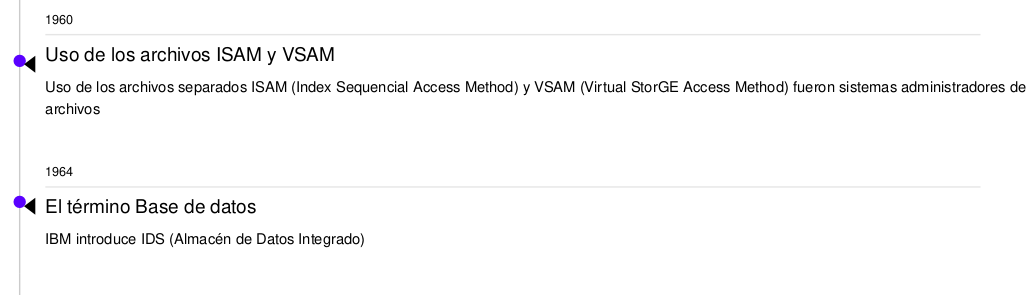 1960
Uso de los archivos ISAM y VSAM
Uso de los archivos separados ISAM (Index Sequencial Access Method) y VSAM (Virtual StorGE Access Method) fueron sistemas administradores de
archivos
1964
El término Base de datos
IBM introduce IDS (Almacén de Datos Integrado)